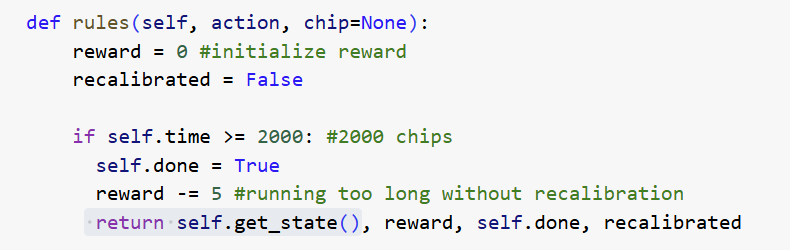 def rules(self, action, chip=None):
    reward = 0 #initialize reward
    recalibrated = False

    if self.time >= 2000: #2000 chips
      self.done = True
      reward -= 5 #running too long without recalibration
      return self.get_state(), reward, self.done, recalibrated